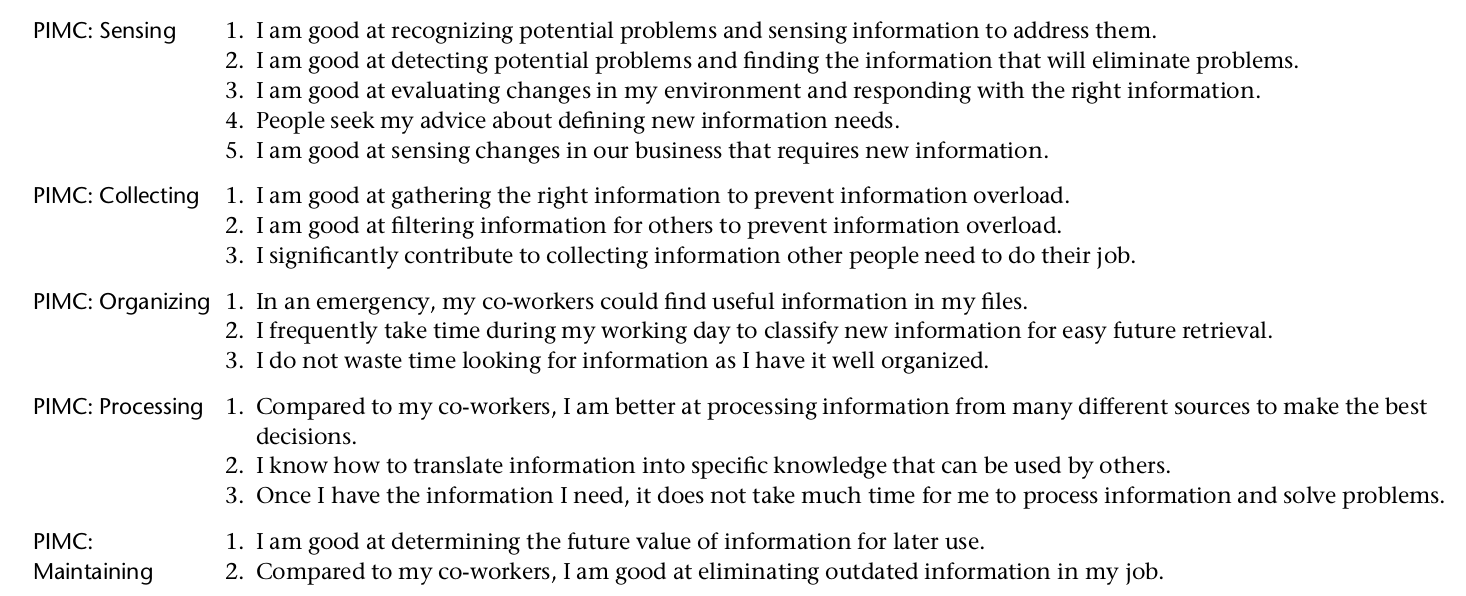 PIMC: Sensing 1. I am good at recognizing potential problems and sensing information to address them.
2. I am good at detecting potential problems and finding the information that will eliminate problems.
3. I am good at evaluating changes in my environment and responding with the right information.
4. People seek my advice about defining new information needs.
5. I am good at sensing changes in our business that requires new information.
PIMC: Collecting 1. I am good at gathering the right information to prevent information overload.
2. I am good at filtering information for others to prevent information overload.
3. I significantly contribute to collecting information other people need to do their job.
PIMC: Organizing 1. In an emergency, my co-workers could find useful information in my files.
2. I frequently take time during my working day to classify new information for easy future retrieval.
3. I do not waste time looking for information as I have it well organized.
PIMC: Processing 1. Compared to my co-workers, I am better at processing information from many different sources to make the best
decisions.
2. I know how to translate information into specific knowledge that can be used by others.
3. Once I have the information I need, it does not take much time for me to process information and solve problems.
PIMC: 1. I am good at determining the future value of information for later use.
Maintaining 2. Compared to my co-workers, I am good at eliminating outdated information in my job.